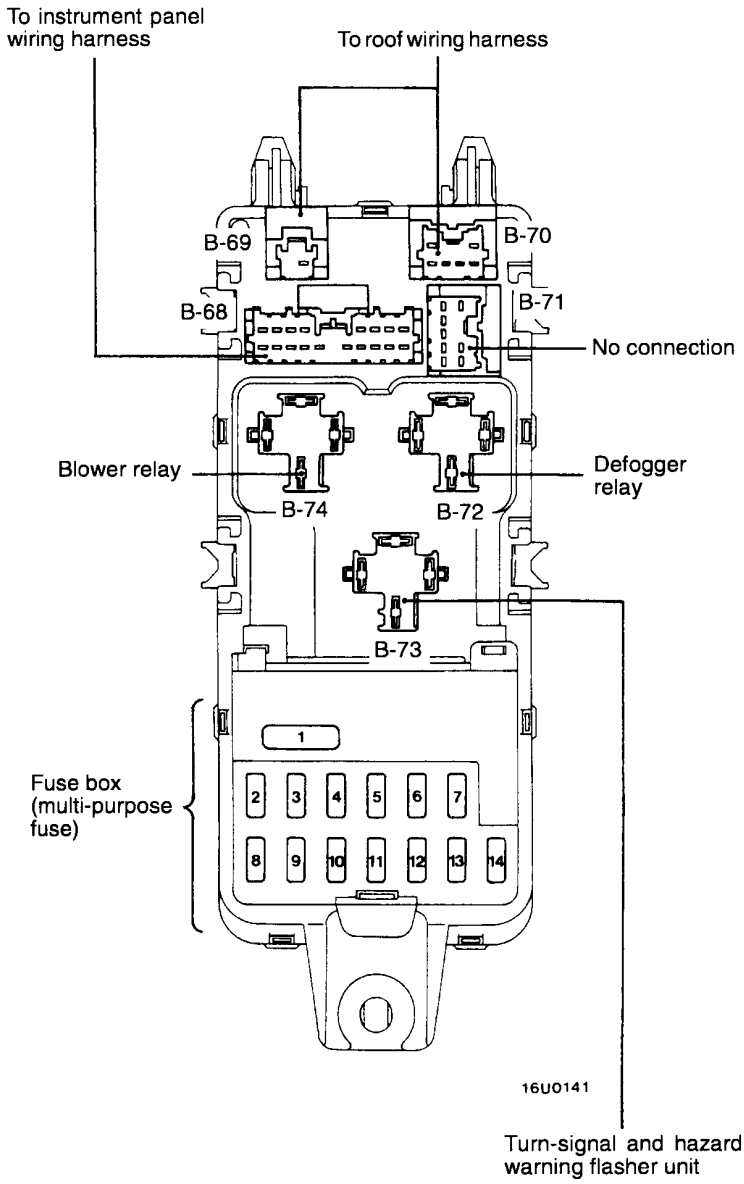 To instrument panel
wiring harness
To roof wiring harness
B-69
B-70
B-68
B-71
No connection
Blower relay
Defogger
relay
B-74
B-72
B-73
1
Fuse box
(multi-purpose
fuse)
2 3 4 5 6 7
8 9 10 11 12 13 14
16U0141
Turn-signal and hazard
warning flasher unit